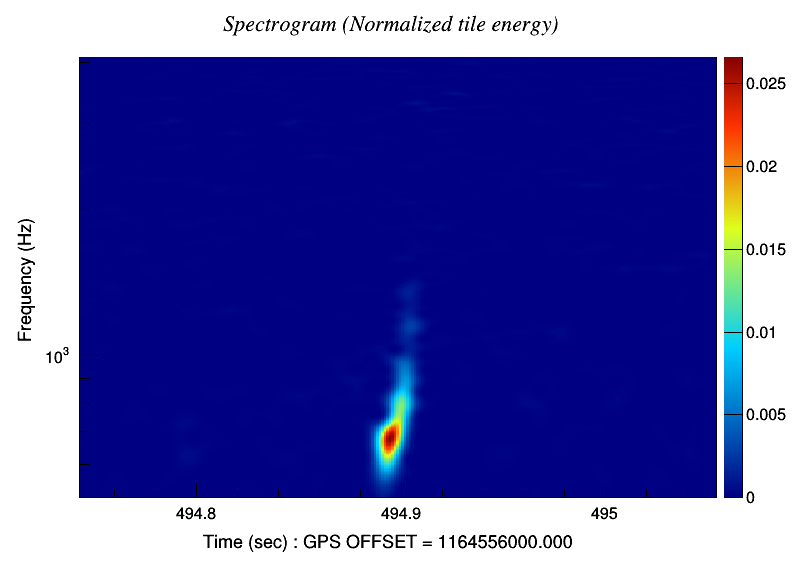 Spectrogram (Normalized tile energy)
0.025
0.02
0.015
0.01
0.005
0
Frequency (Hz)
10³
494.8 494.9 495
Time (sec) : GPS OFFSET = 1164556000.000